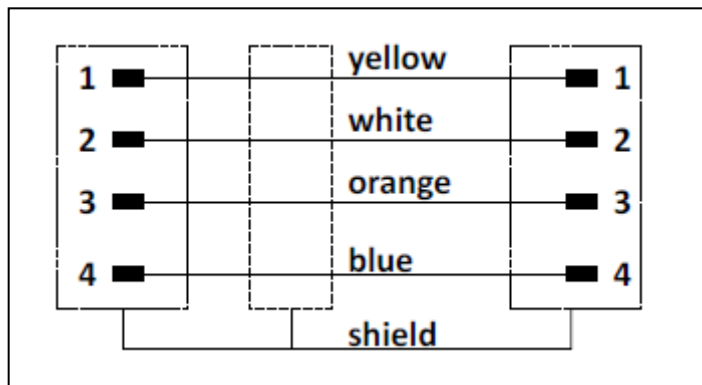 1 yellow 1
2 white 2
3 orange 3
4 blue 4
shield